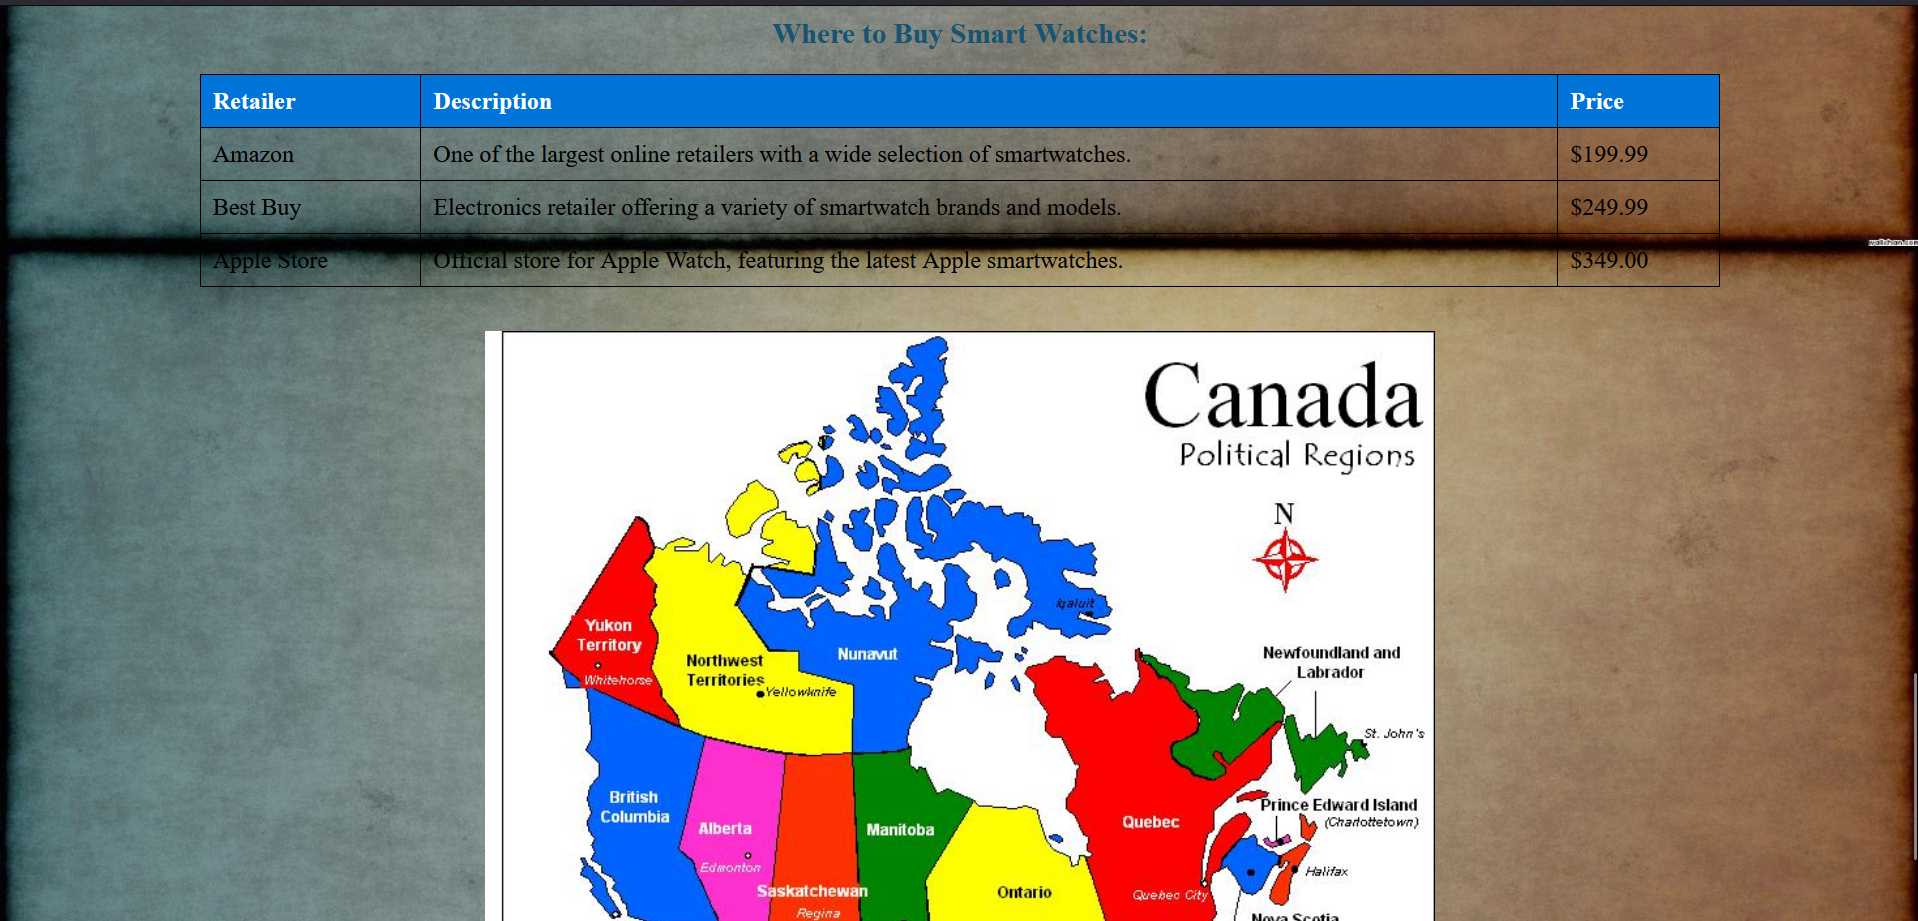 Where to Buy Smart Watches:
Retailer Description Price
Amazon One of the largest online retailers with a wide selection of smartwatches. $199.99
Best Buy Electronics retailer offering a variety of smartwatch brands and models. $249.99
wallchan.com
Apple Store Official store for Apple Watch, featuring the latest Apple smartwatches. $349.00
Canada
Political Regions
N
Iqaluit
Yukon
Territory
Whitehorse
Northwest
Territories
Yellowknife
Nunavut
Newfoundland and
Labrador
St. John's
British
Columbia
Alberta
Edmonton
Saskatchewan
Regina
Manitoba
Ontario
Quebec
Quebec City
Prince Edward Island
(Charlottetown)
Halifax
Nova Scotia